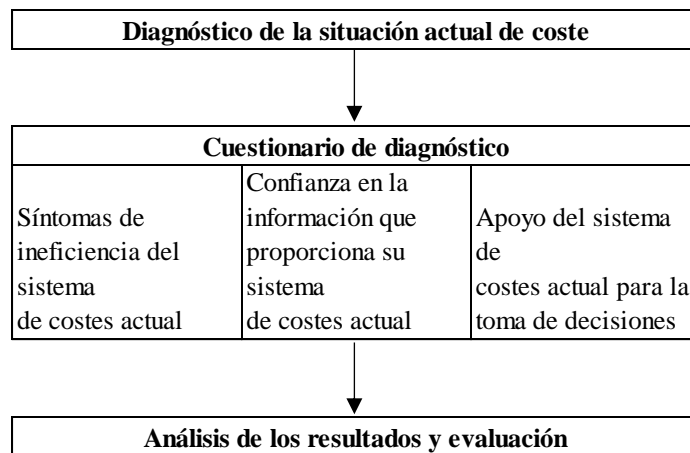 Diagnóstico de la situación actual de coste
Cuestionario de diagnóstico
Síntomas de
ineficiencia del
sistema
de costes actual
Confianza en la
información que
proporciona su
sistema
de costes actual
Apoyo del sistema
de
costes actual para la
toma de decisiones
Análisis de los resultados y evaluación